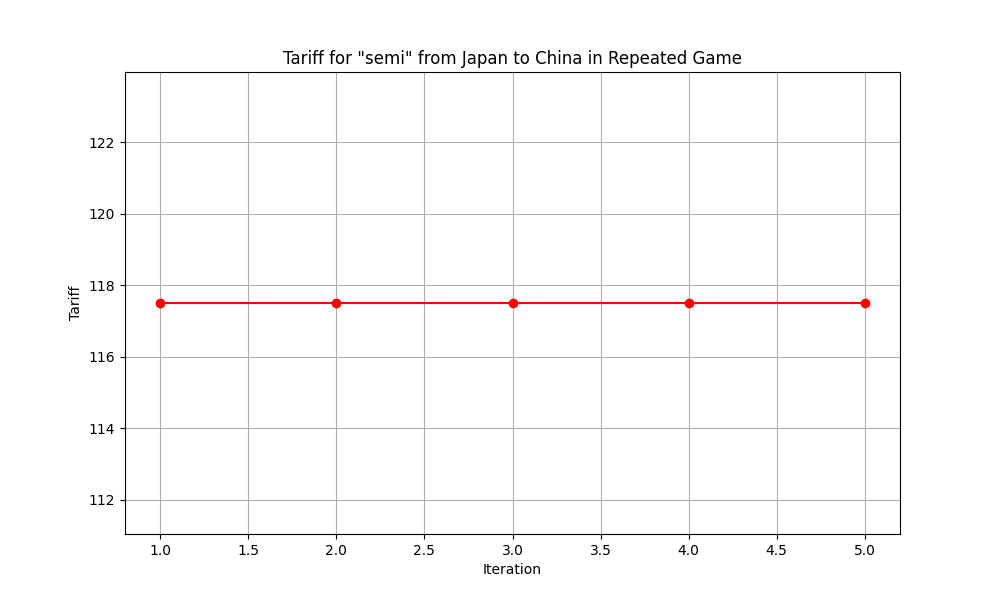 Tariff for "semi" from Japan to China in Repeated Game
Tariff
122
120
118
116
114
112
1.0 1.5 2.0 2.5 3.0 3.5 4.0 4.5 5.0
Iteration